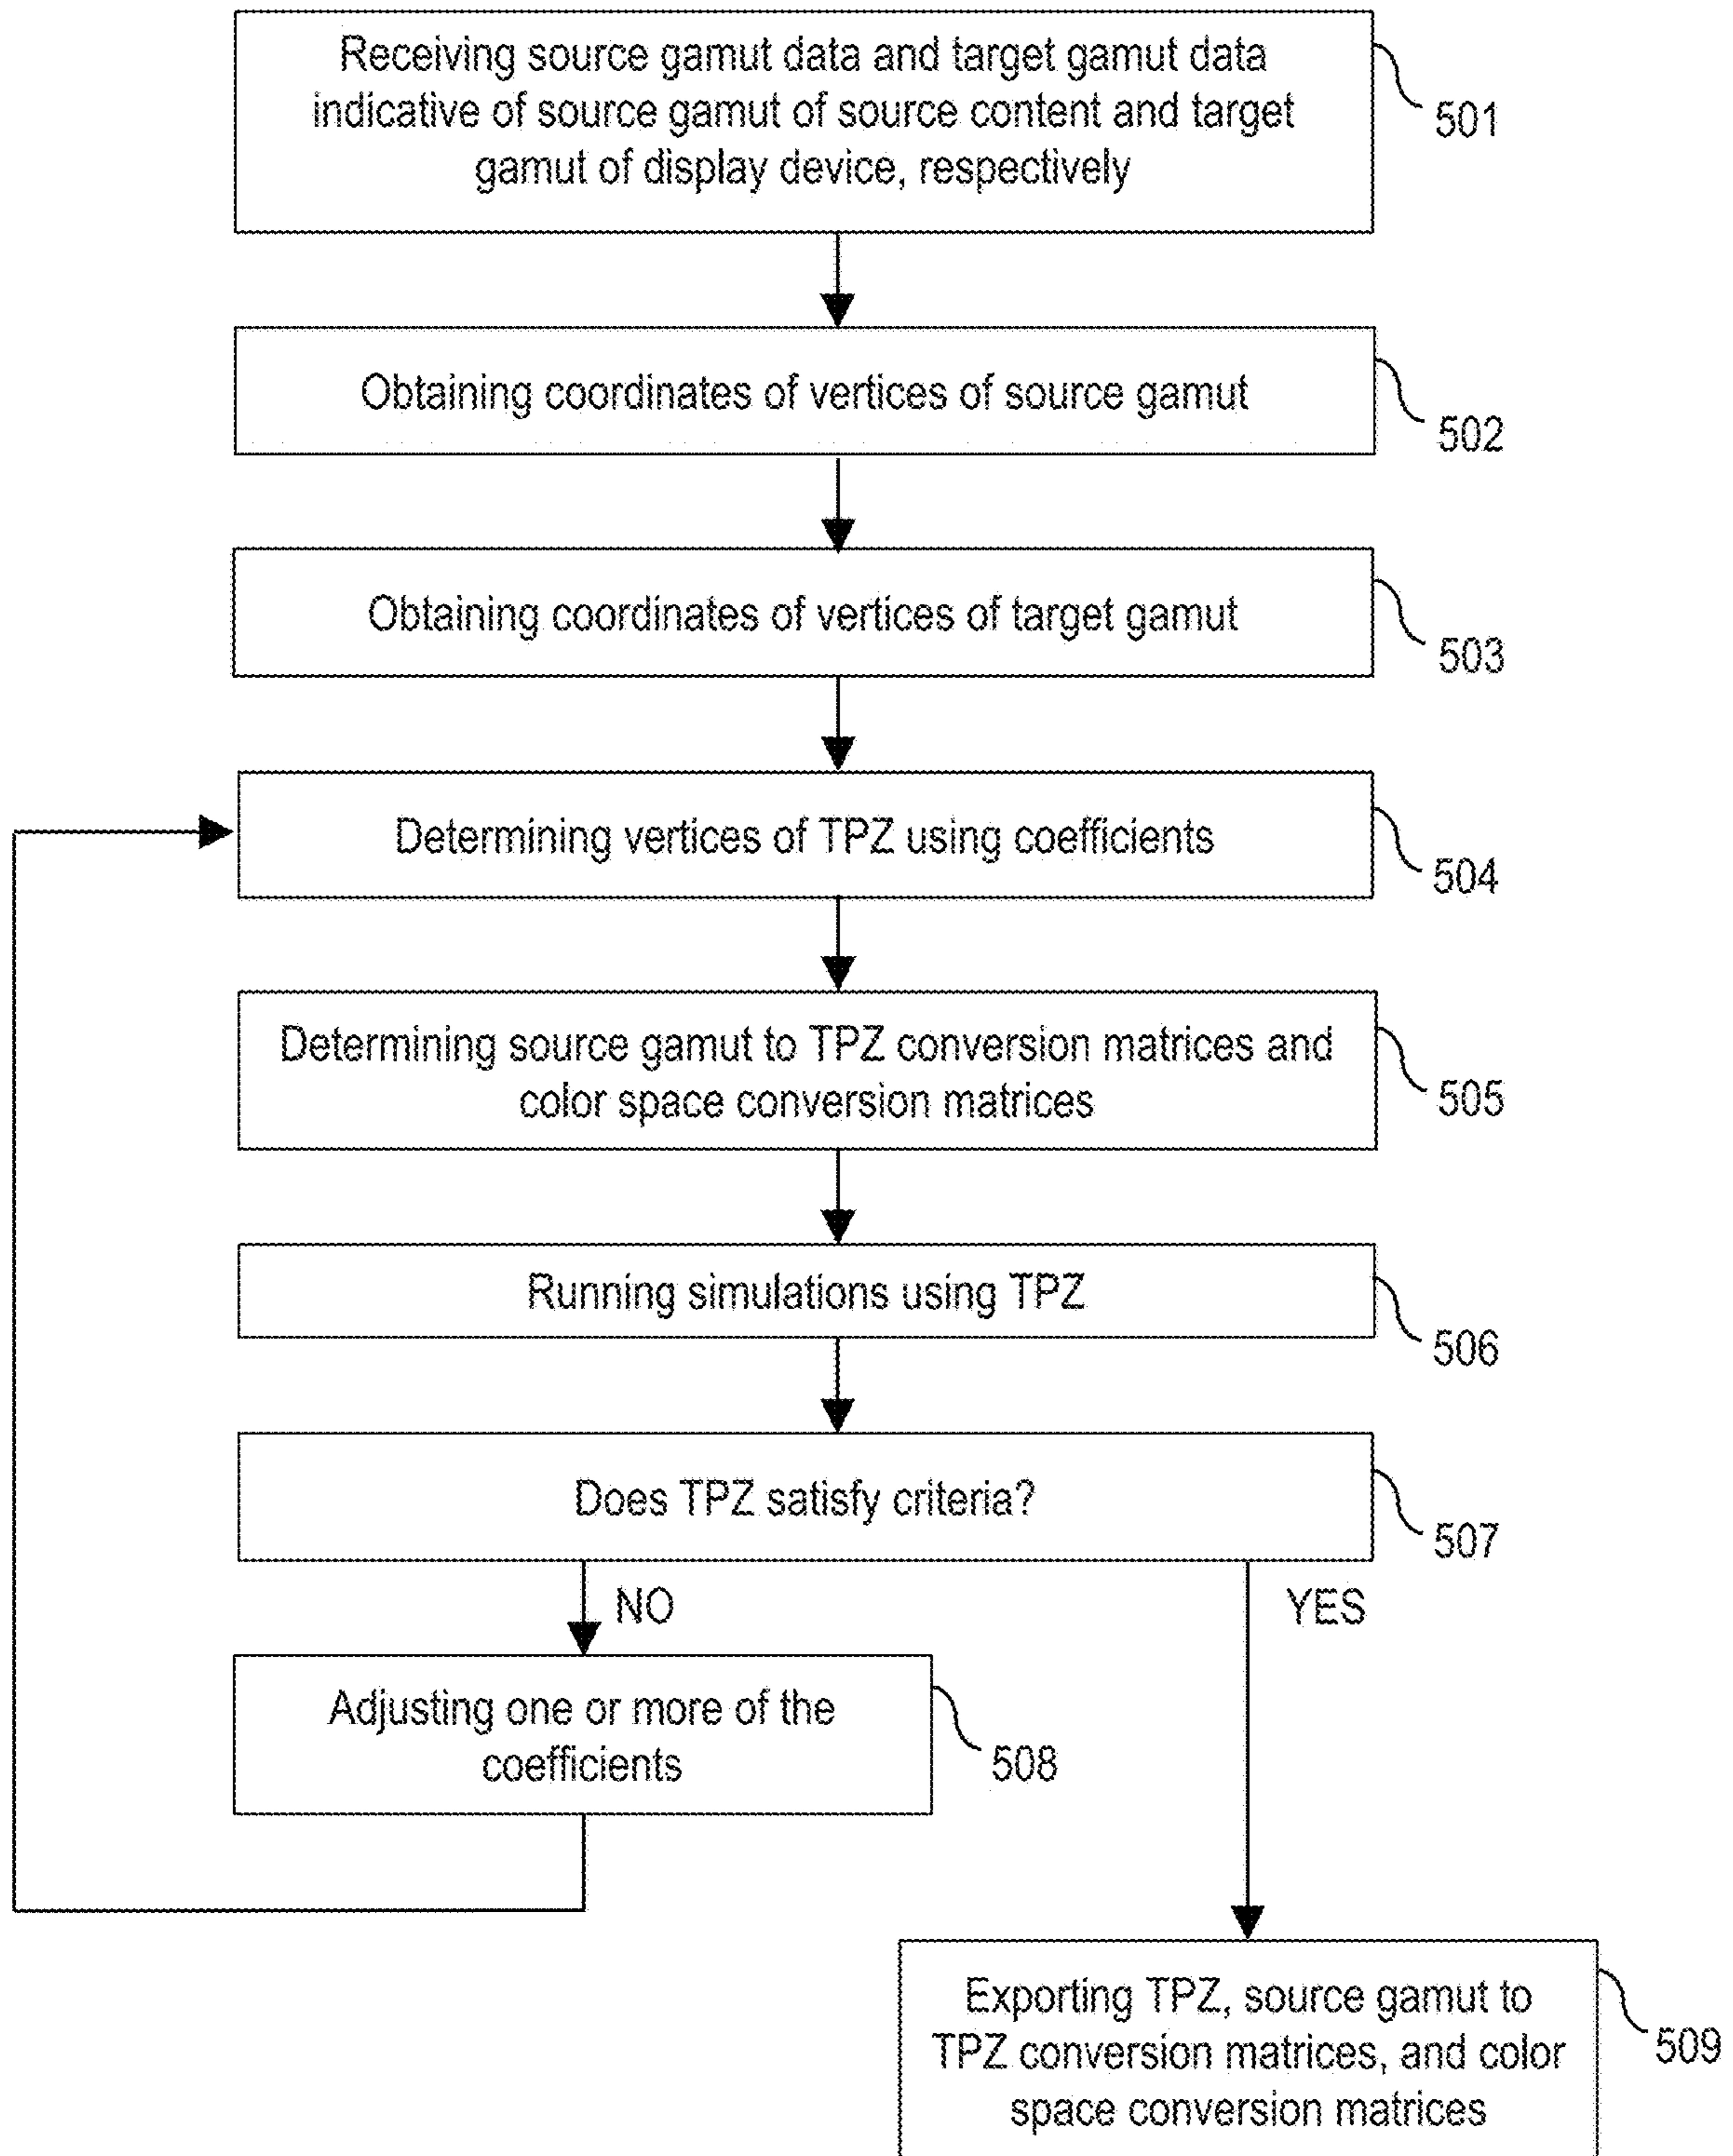 Receiving source gamut data and target gamut data
indicative of source gamut of source content and target
gamut of display device, respectively
501
Obtaining coordinates of vertices of source gamut
502
Obtaining coordinates of vertices of target gamut
503
Determining vertices of TPZ using coefficients
504
Determining source gamut to TPZ conversion matrices and
color space conversion matrices
505
Running simulations using TPZ
506
Does TPZ satisfy criteria?
507
NO
YES
Adjusting one or more of the
coefficients
508
Exporting TPZ, source gamut to
TPZ conversion matrices, and color
space conversion matrices
509